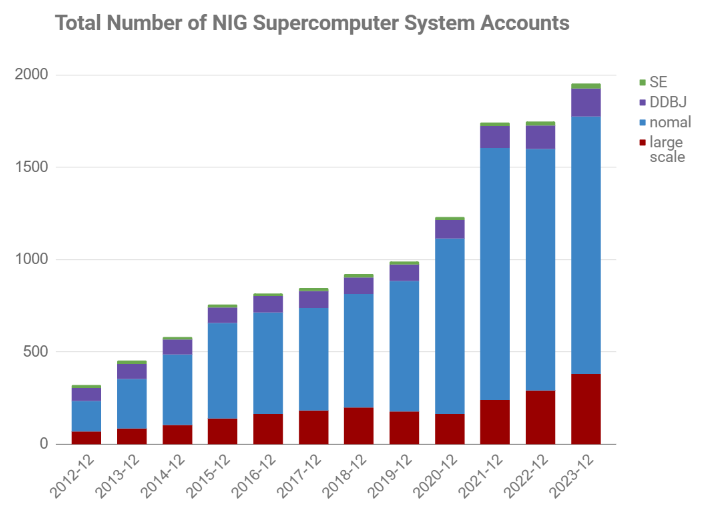 Total Number of NIG Supercomputer System Accounts
2000
1500
1000
500
0
SE
DDBJ
nomal
large
scale
2012-12
2013-12
2014-12
2015-12
2016-12
2017-12
2018-12
2019-12
2020-12
2021-12
2022-12
2023-12